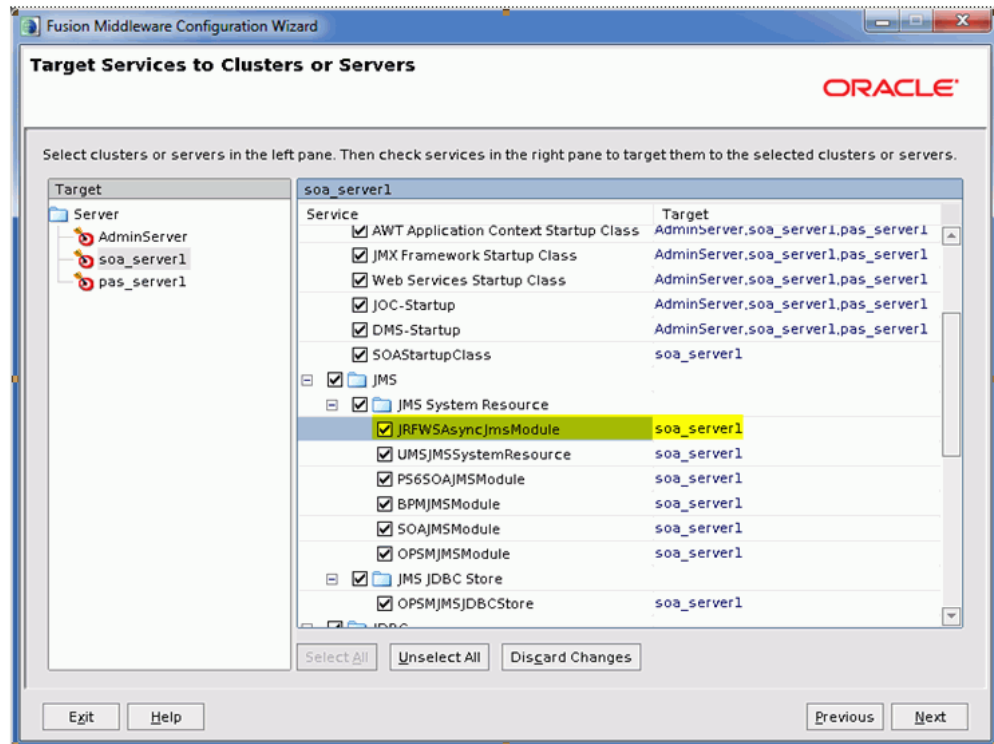 Fusion Middleware Configuration Wizard
Target Services to Clusters or Servers
ORACLE
Select clusters or servers in the left pane. Then check services in the right pane to target them to the selected clusters or servers.
Target
Server
AdminServer
soa_server1
pas_server1
soa_server1
Service Target
AWT Application Context Startup Class AdminServer,soa_server1,pas_server1
JMX Framework Startup Class AdminServer,soa_server1,pas_server1
Web Services Startup Class AdminServer,soa_server1,pas_server1
JOC-Startup AdminServer,soa_server1,pas_server1
DMS-Startup AdminServer,soa_server1,pas_server1
SOAStartupClass soa_server1
JMS
JMS System Resource
JRFWSAsyncJmsModule soa_server1
UMSJMSSystemResource soa_server1
PS6SOAJMSModule soa_server1
BPMJMSModule soa_server1
SOAJMSModule soa_server1
OPSMJMSModule soa_server1
JMS JDBC Store
OPSMJMSJDBCStore soa_server1
JDBC
Select All Unselect All Discard Changes
Exit Help Previous Next